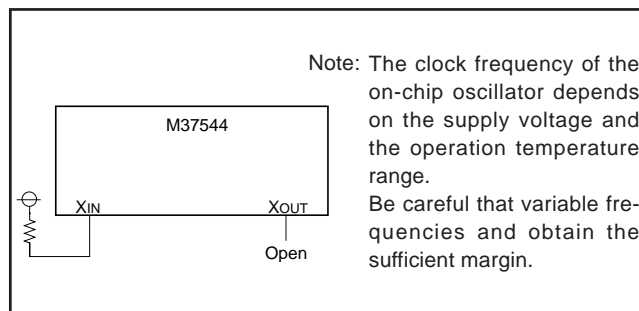 Note: The clock frequency of the
on-chip oscillator depends
on the supply voltage and
the operation temperature
range.
Be careful that variable fre-
quencies and obtain the
sufficient margin.
M37544
XIN
XOUT
Open